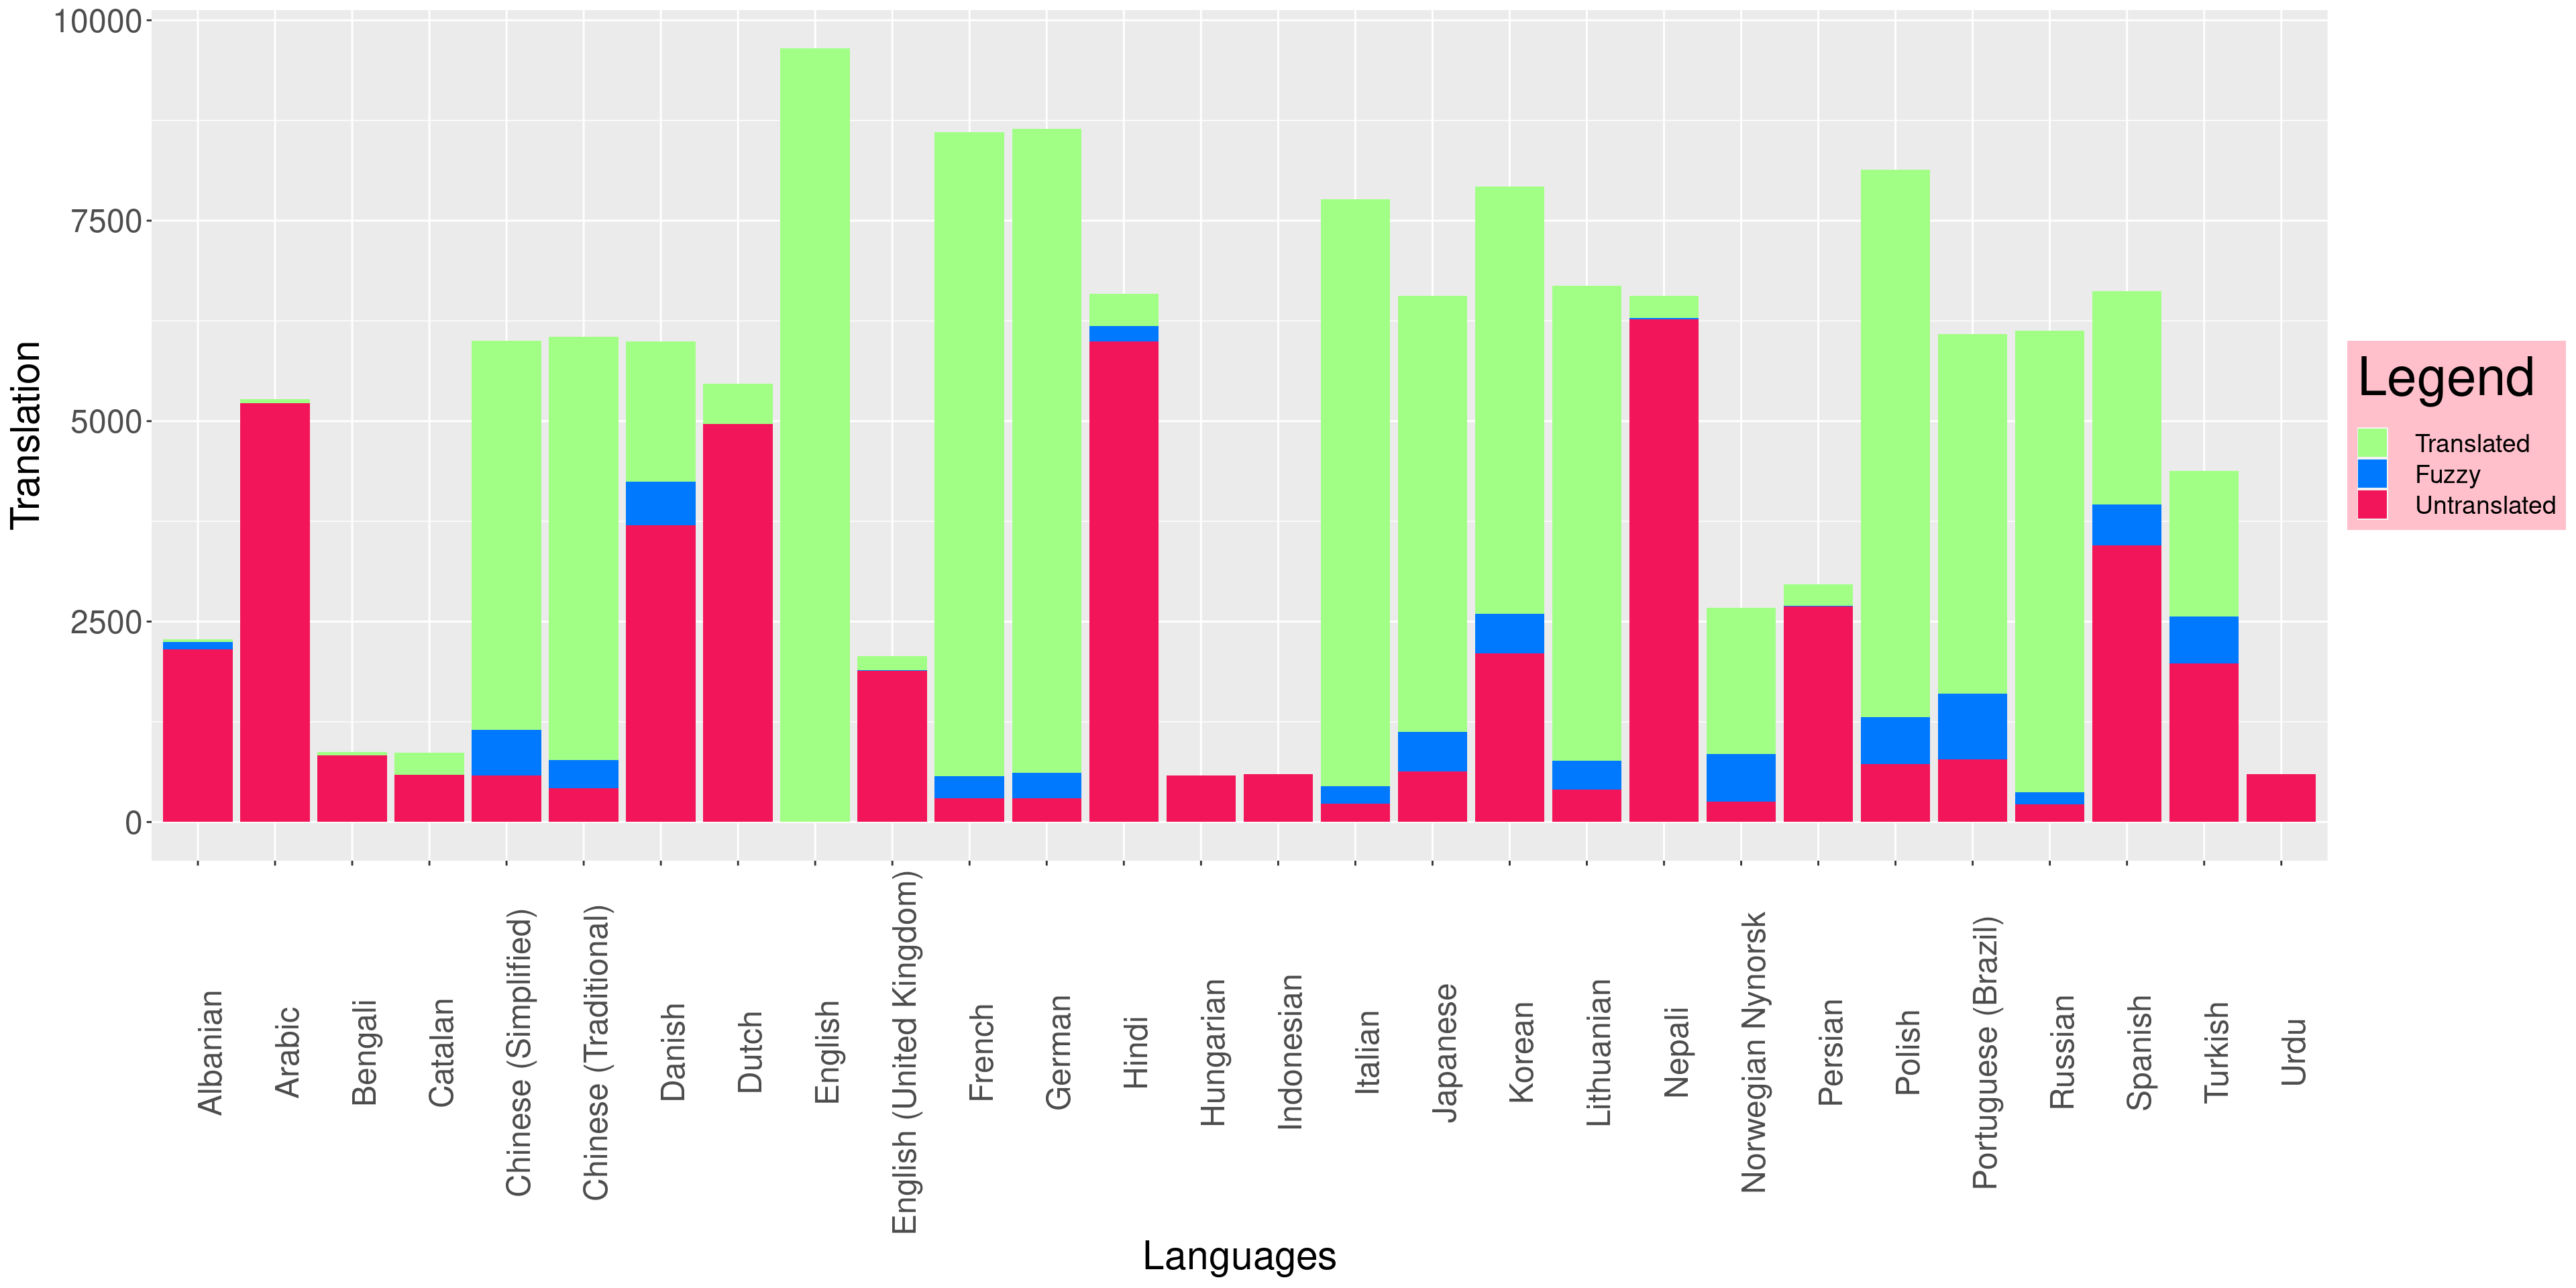 Translation
10000
7500
5000
2500
0
Albanian
Arabic
Bengali
Catalan
Chinese (Simplified)
Chinese (Traditional)
Danish
Dutch
English
English (United Kingdom)
French
German
Hindi
Hungarian
Indonesian
Italian
Japanese
Korean
Lithuanian
Nepali
Norwegian Nynorsk
Persian
Polish
Portuguese (Brazil)
Russian
Spanish
Turkish
Urdu
Languages
Legend
Translated
Fuzzy
Untranslated